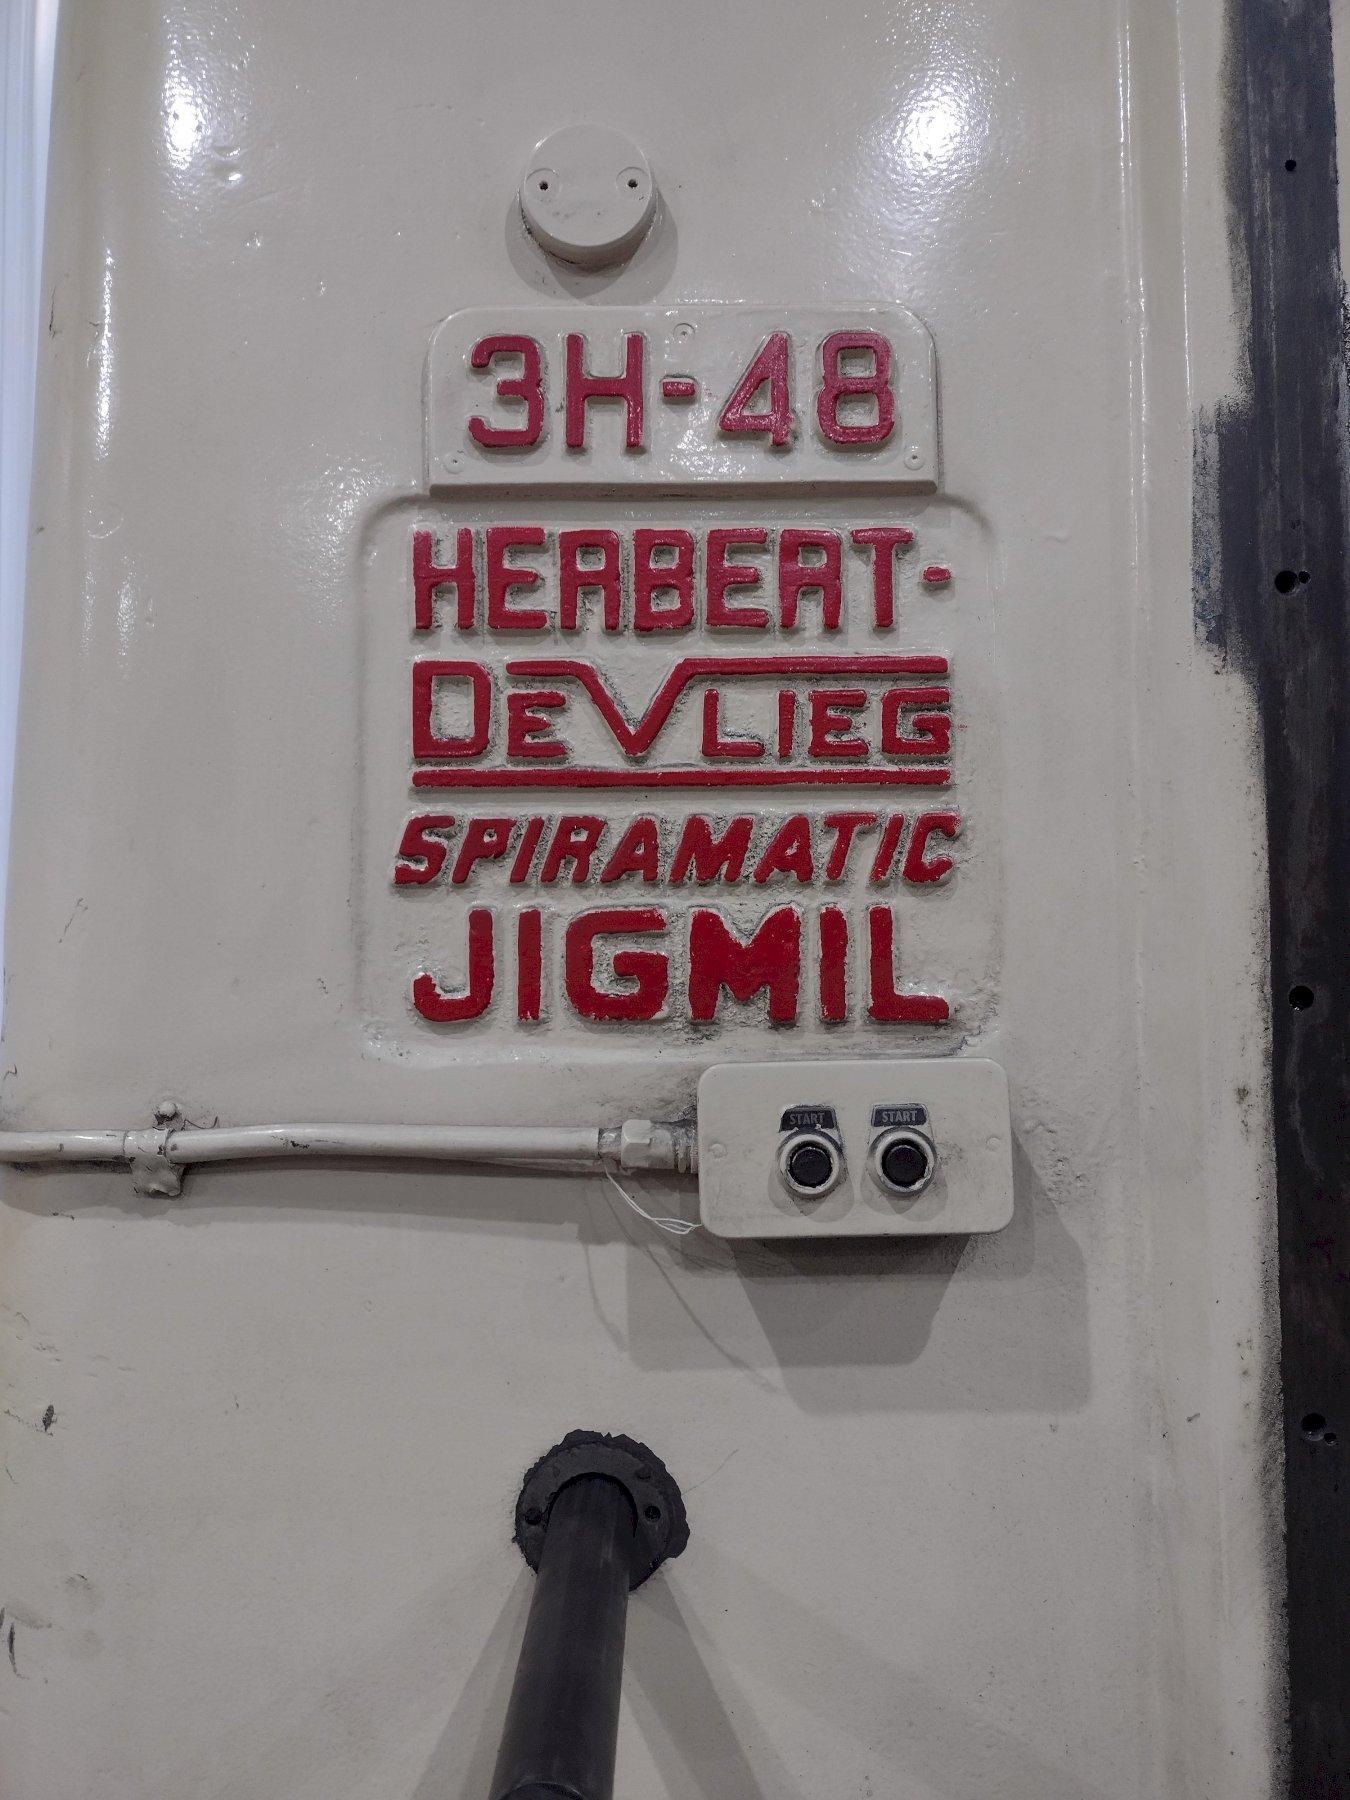 3H-48
HERBERT-
DEVLIEG
SPIRAMATIC
JIGMIL
START START